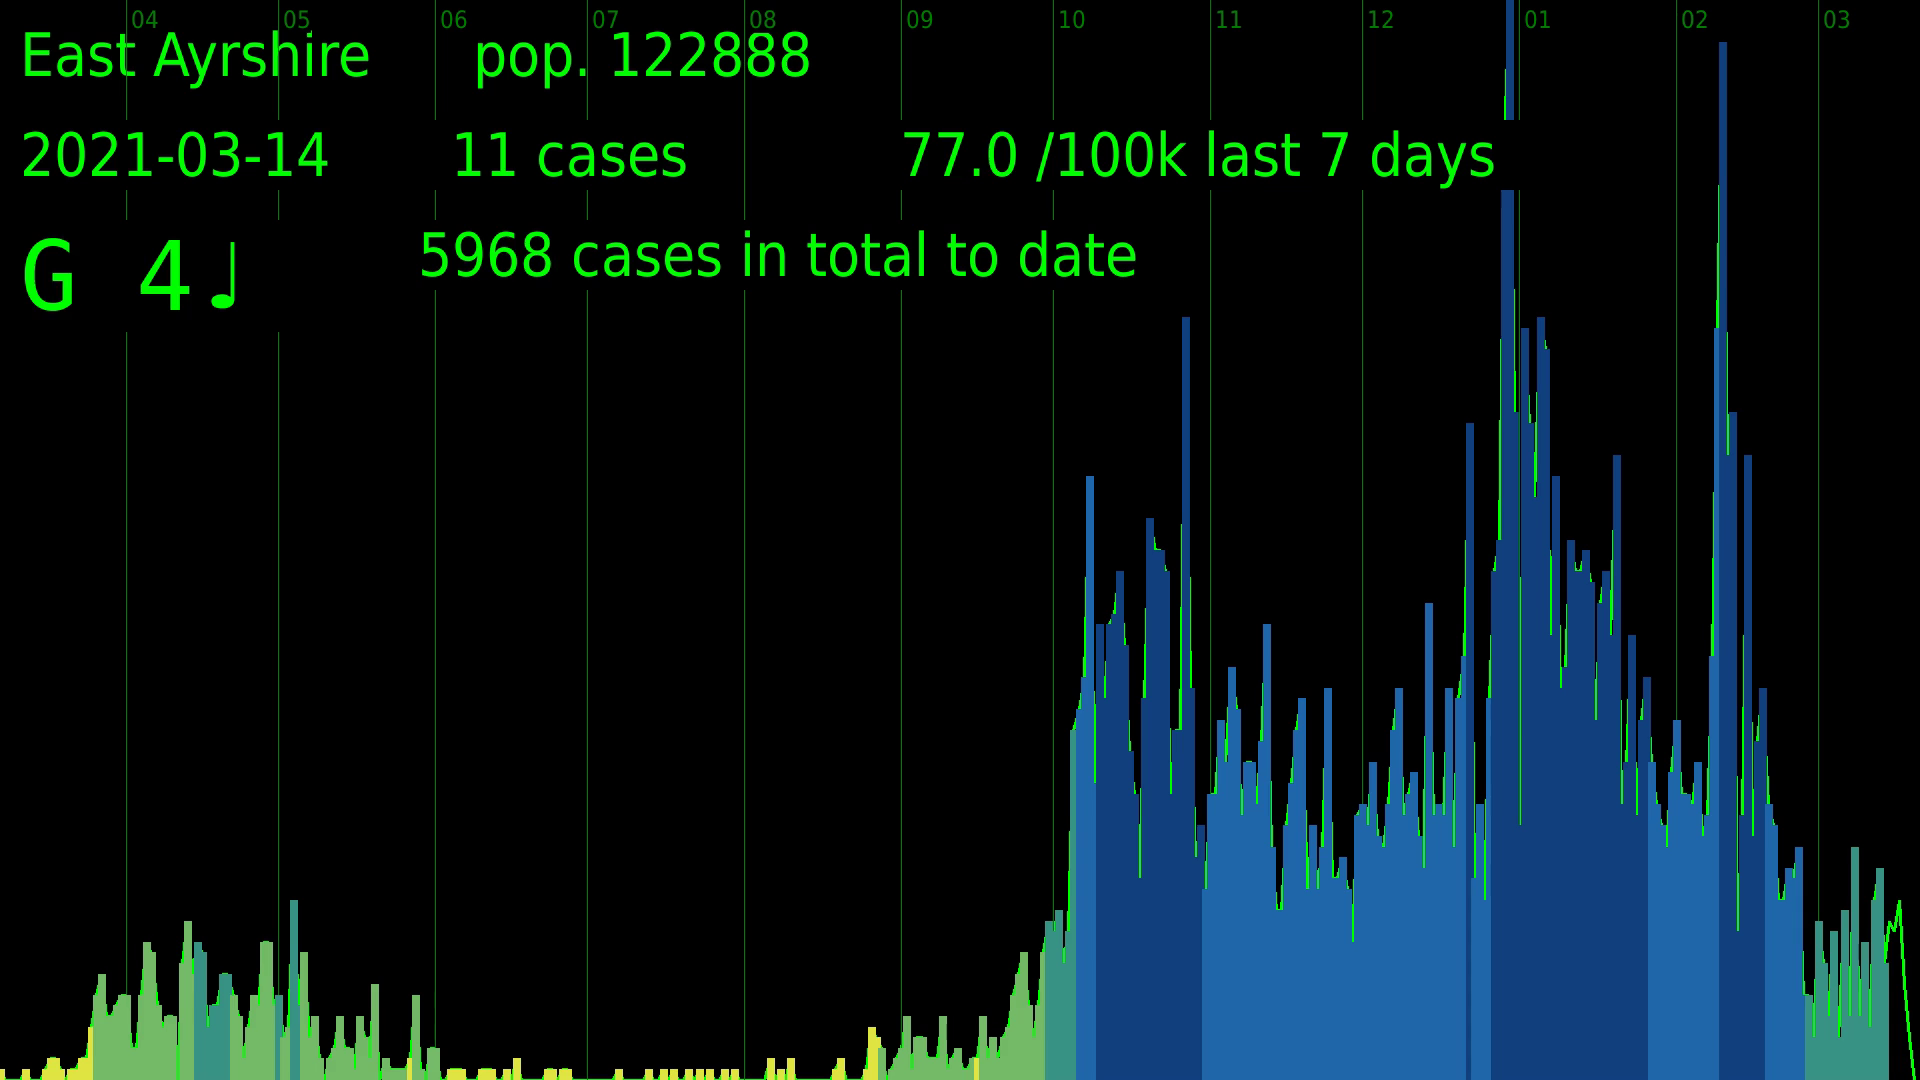 04 05 06 07 08 09 10 11 12 01 02 03
East Ayrshire pop. 122888
2021-03-14 11 cases 77.0 /100k last 7 days
G 4♩ 5968 cases in total to date